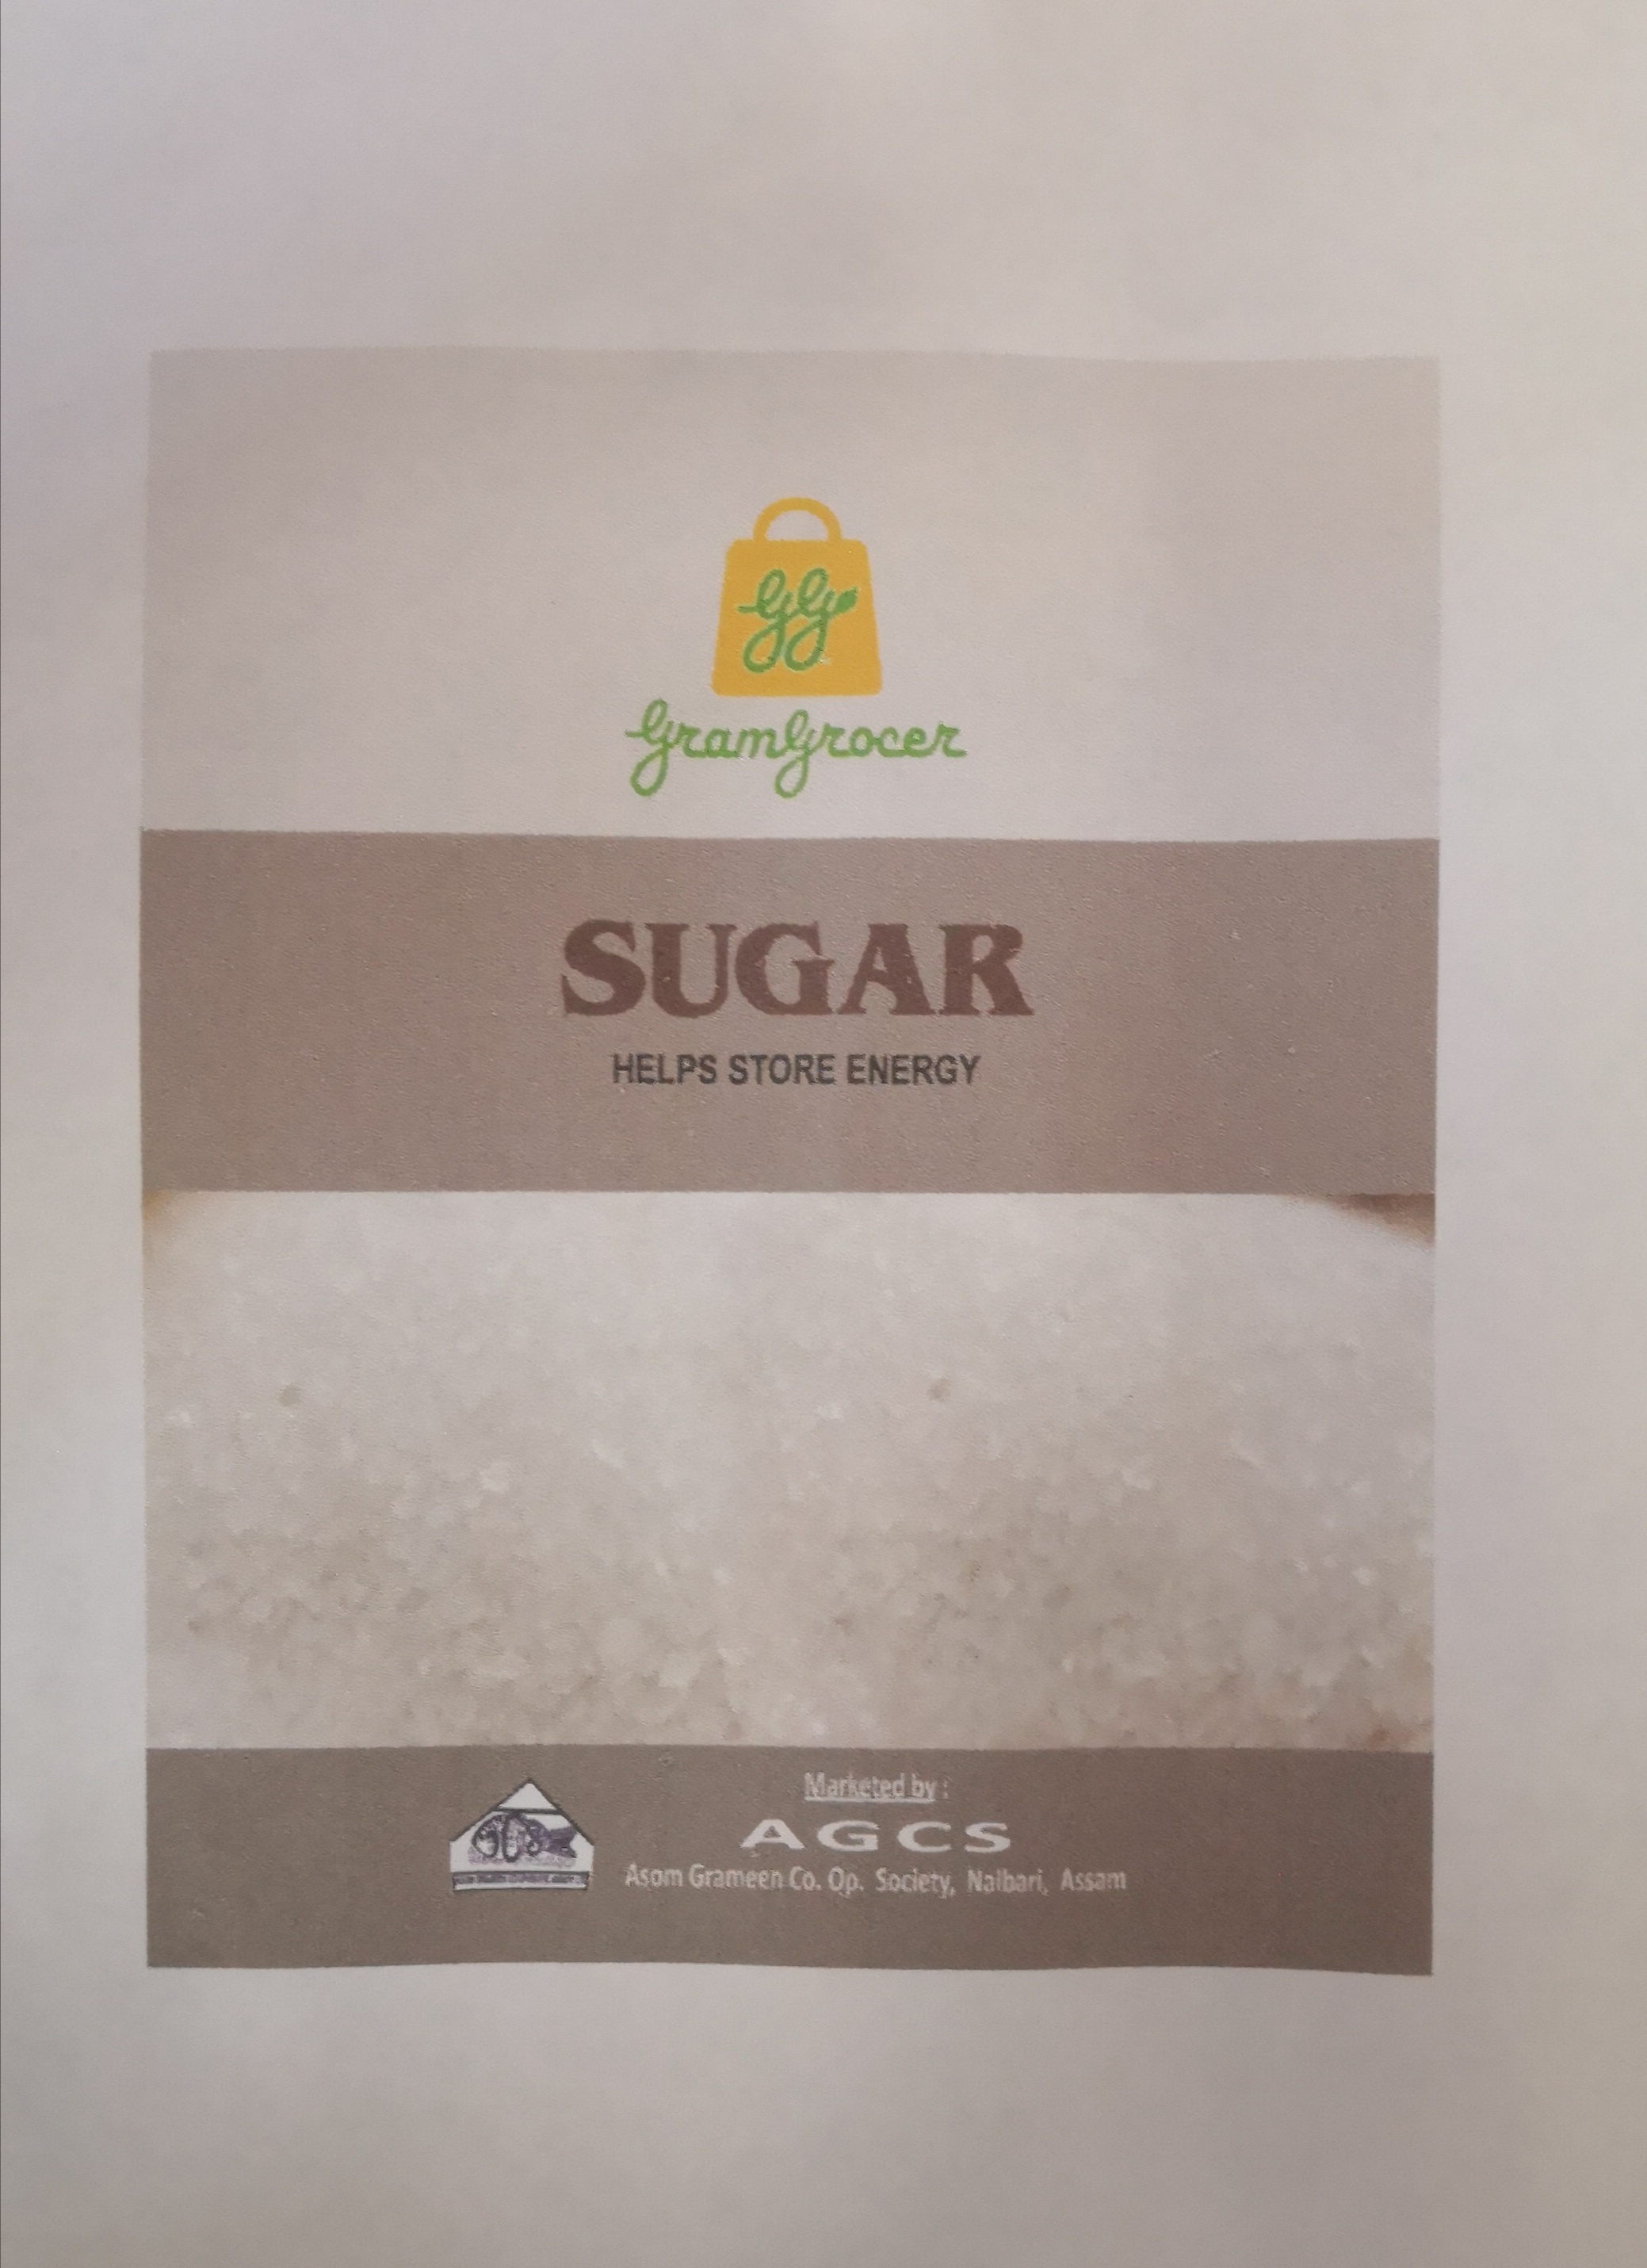 GG
GramGrocer
SUGAR
HELPS STORE ENERGY
Marketed by :
AGCS
Asom Grameen Co. Op. Society, Nalbari, Assam